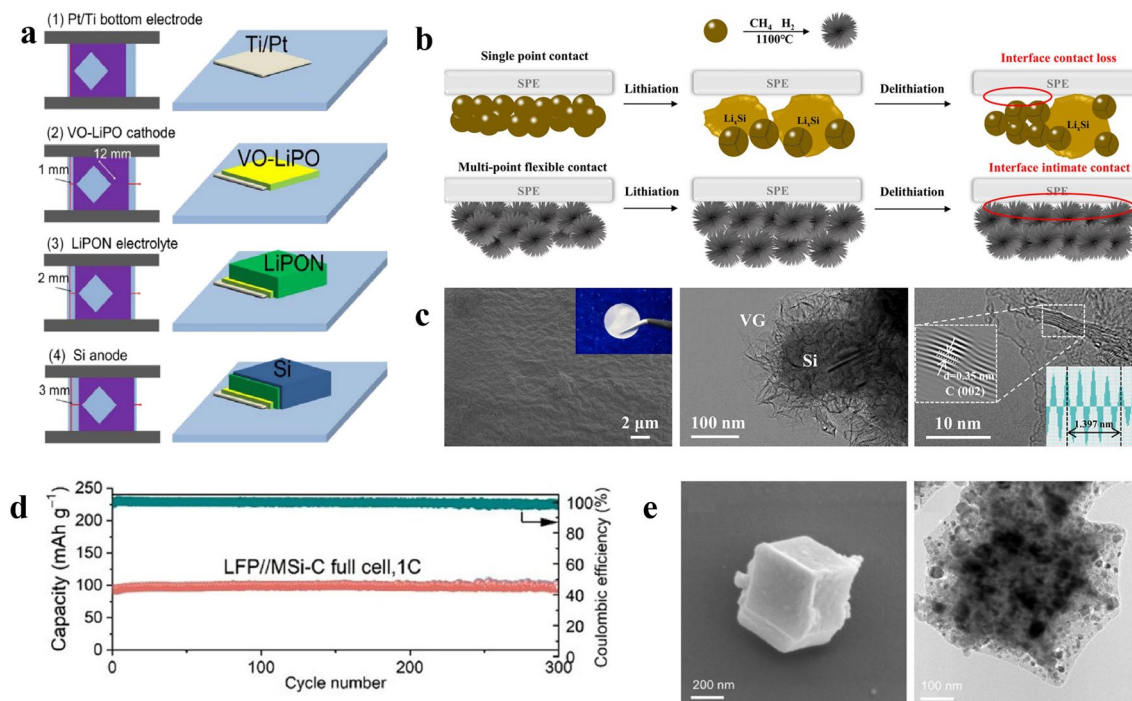 a
(1) Pt/Ti bottom electrode
Ti/Pt
(2) VO-LiPO cathode
12 mm
1 mm
VO-LiPO
(3) LiPON electrolyte
2 mm
LiPON
(4) Si anode
3 mm
Si
b
CH₄ H₂
1100°C
Single point contact
SPE
Lithiation
SPE
LiₓSi
LiₓSi
Delithiation
Interface contact loss
SPE
LiₓSi
Multi-point flexible contact
SPE
Lithiation
SPE
Delithiation
Interface intimate contact
SPE
c
2 μm
VG
Si
100 nm
d=0.35 nm
C (002)
10 nm
1.397 nm
d
Capacity (mAh g⁻¹)
250
200
150
100
50
0
LFP//MSi-C full cell,1C
0
100
200
300
Cycle number
100
80
60
40
20
0
Coulombic efficiency (%)
e
200 nm
100 nm